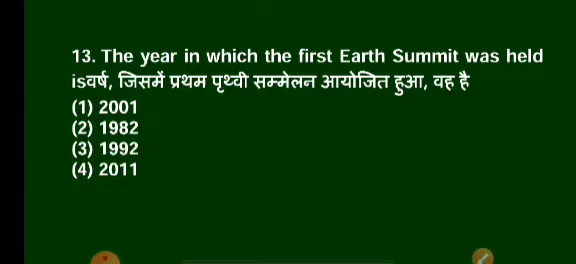 13. The year in which the first Earth Summit was held
isवर्ष, जिसमें प्रथम पृथ्वी सम्मेलन आयोजित हुआ, वह है
(1) 2001
(2) 1982
(3) 1992
(4) 2011